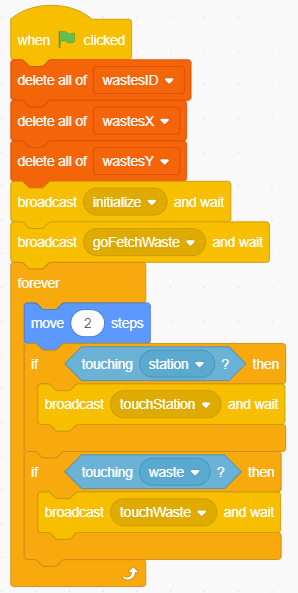 when clicked
delete all of wastesID
delete all of wastesX
delete all of wastesY
broadcast initialize and wait
broadcast goFetchWaste and wait
forever
move 2 steps
if touching station ? then
broadcast touchStation and wait
if touching waste ? then
broadcast touchWaste and wait